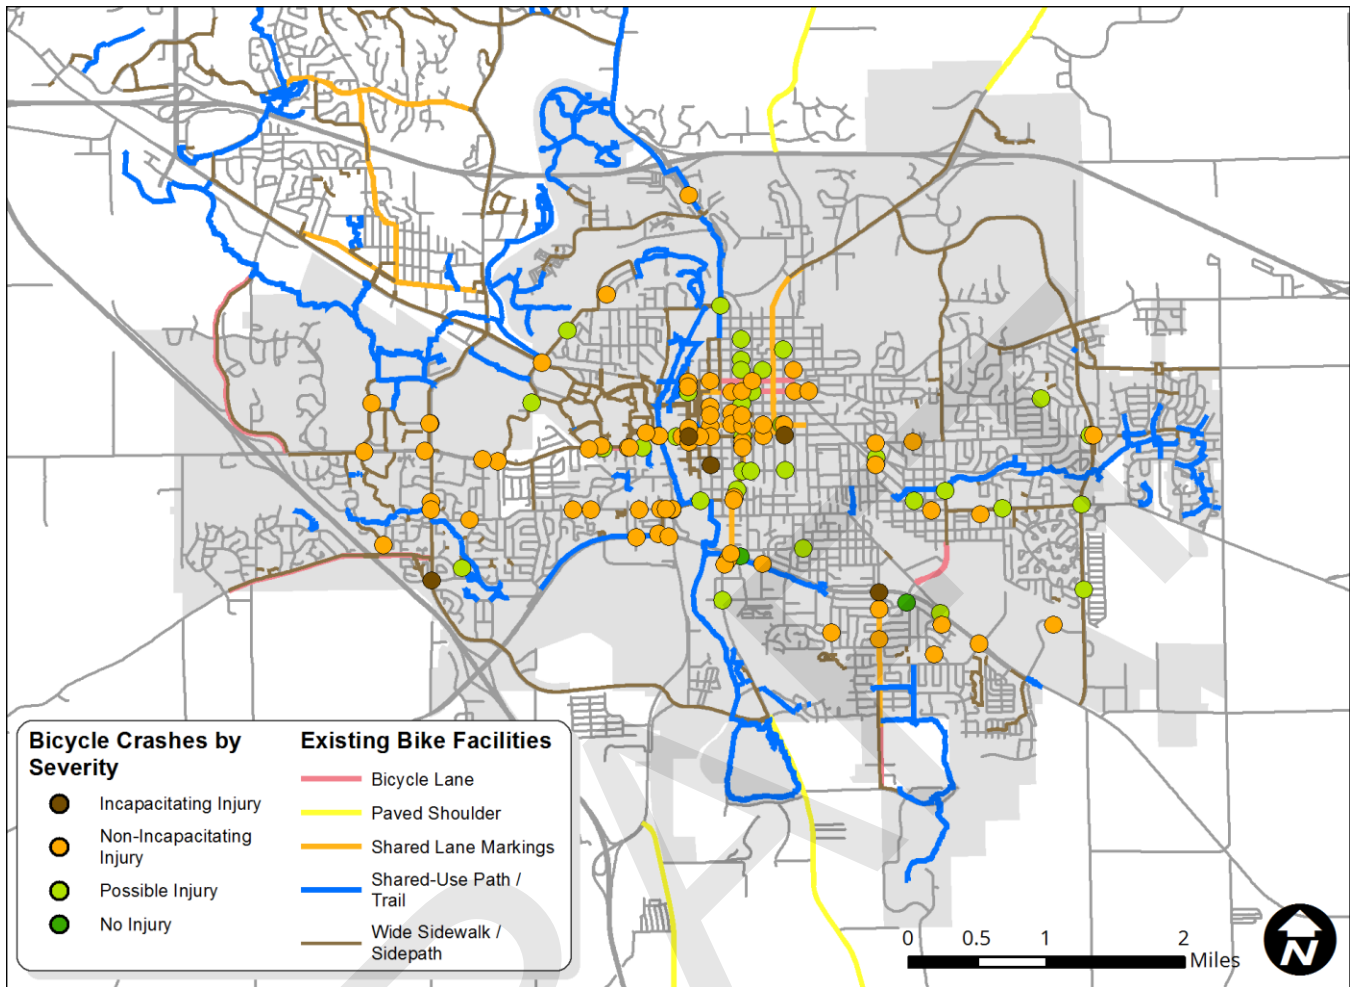 Bicycle Crashes by
Severity
Incapacitating Injury
Non-Incapacitating
Injury
Possible Injury
No Injury
Existing Bike Facilities
Bicycle Lane
Paved Shoulder
Shared Lane Markings
Shared-Use Path /
Trail
Wide Sidewalk /
Sidepath
0 0.5 1 2
Miles
N